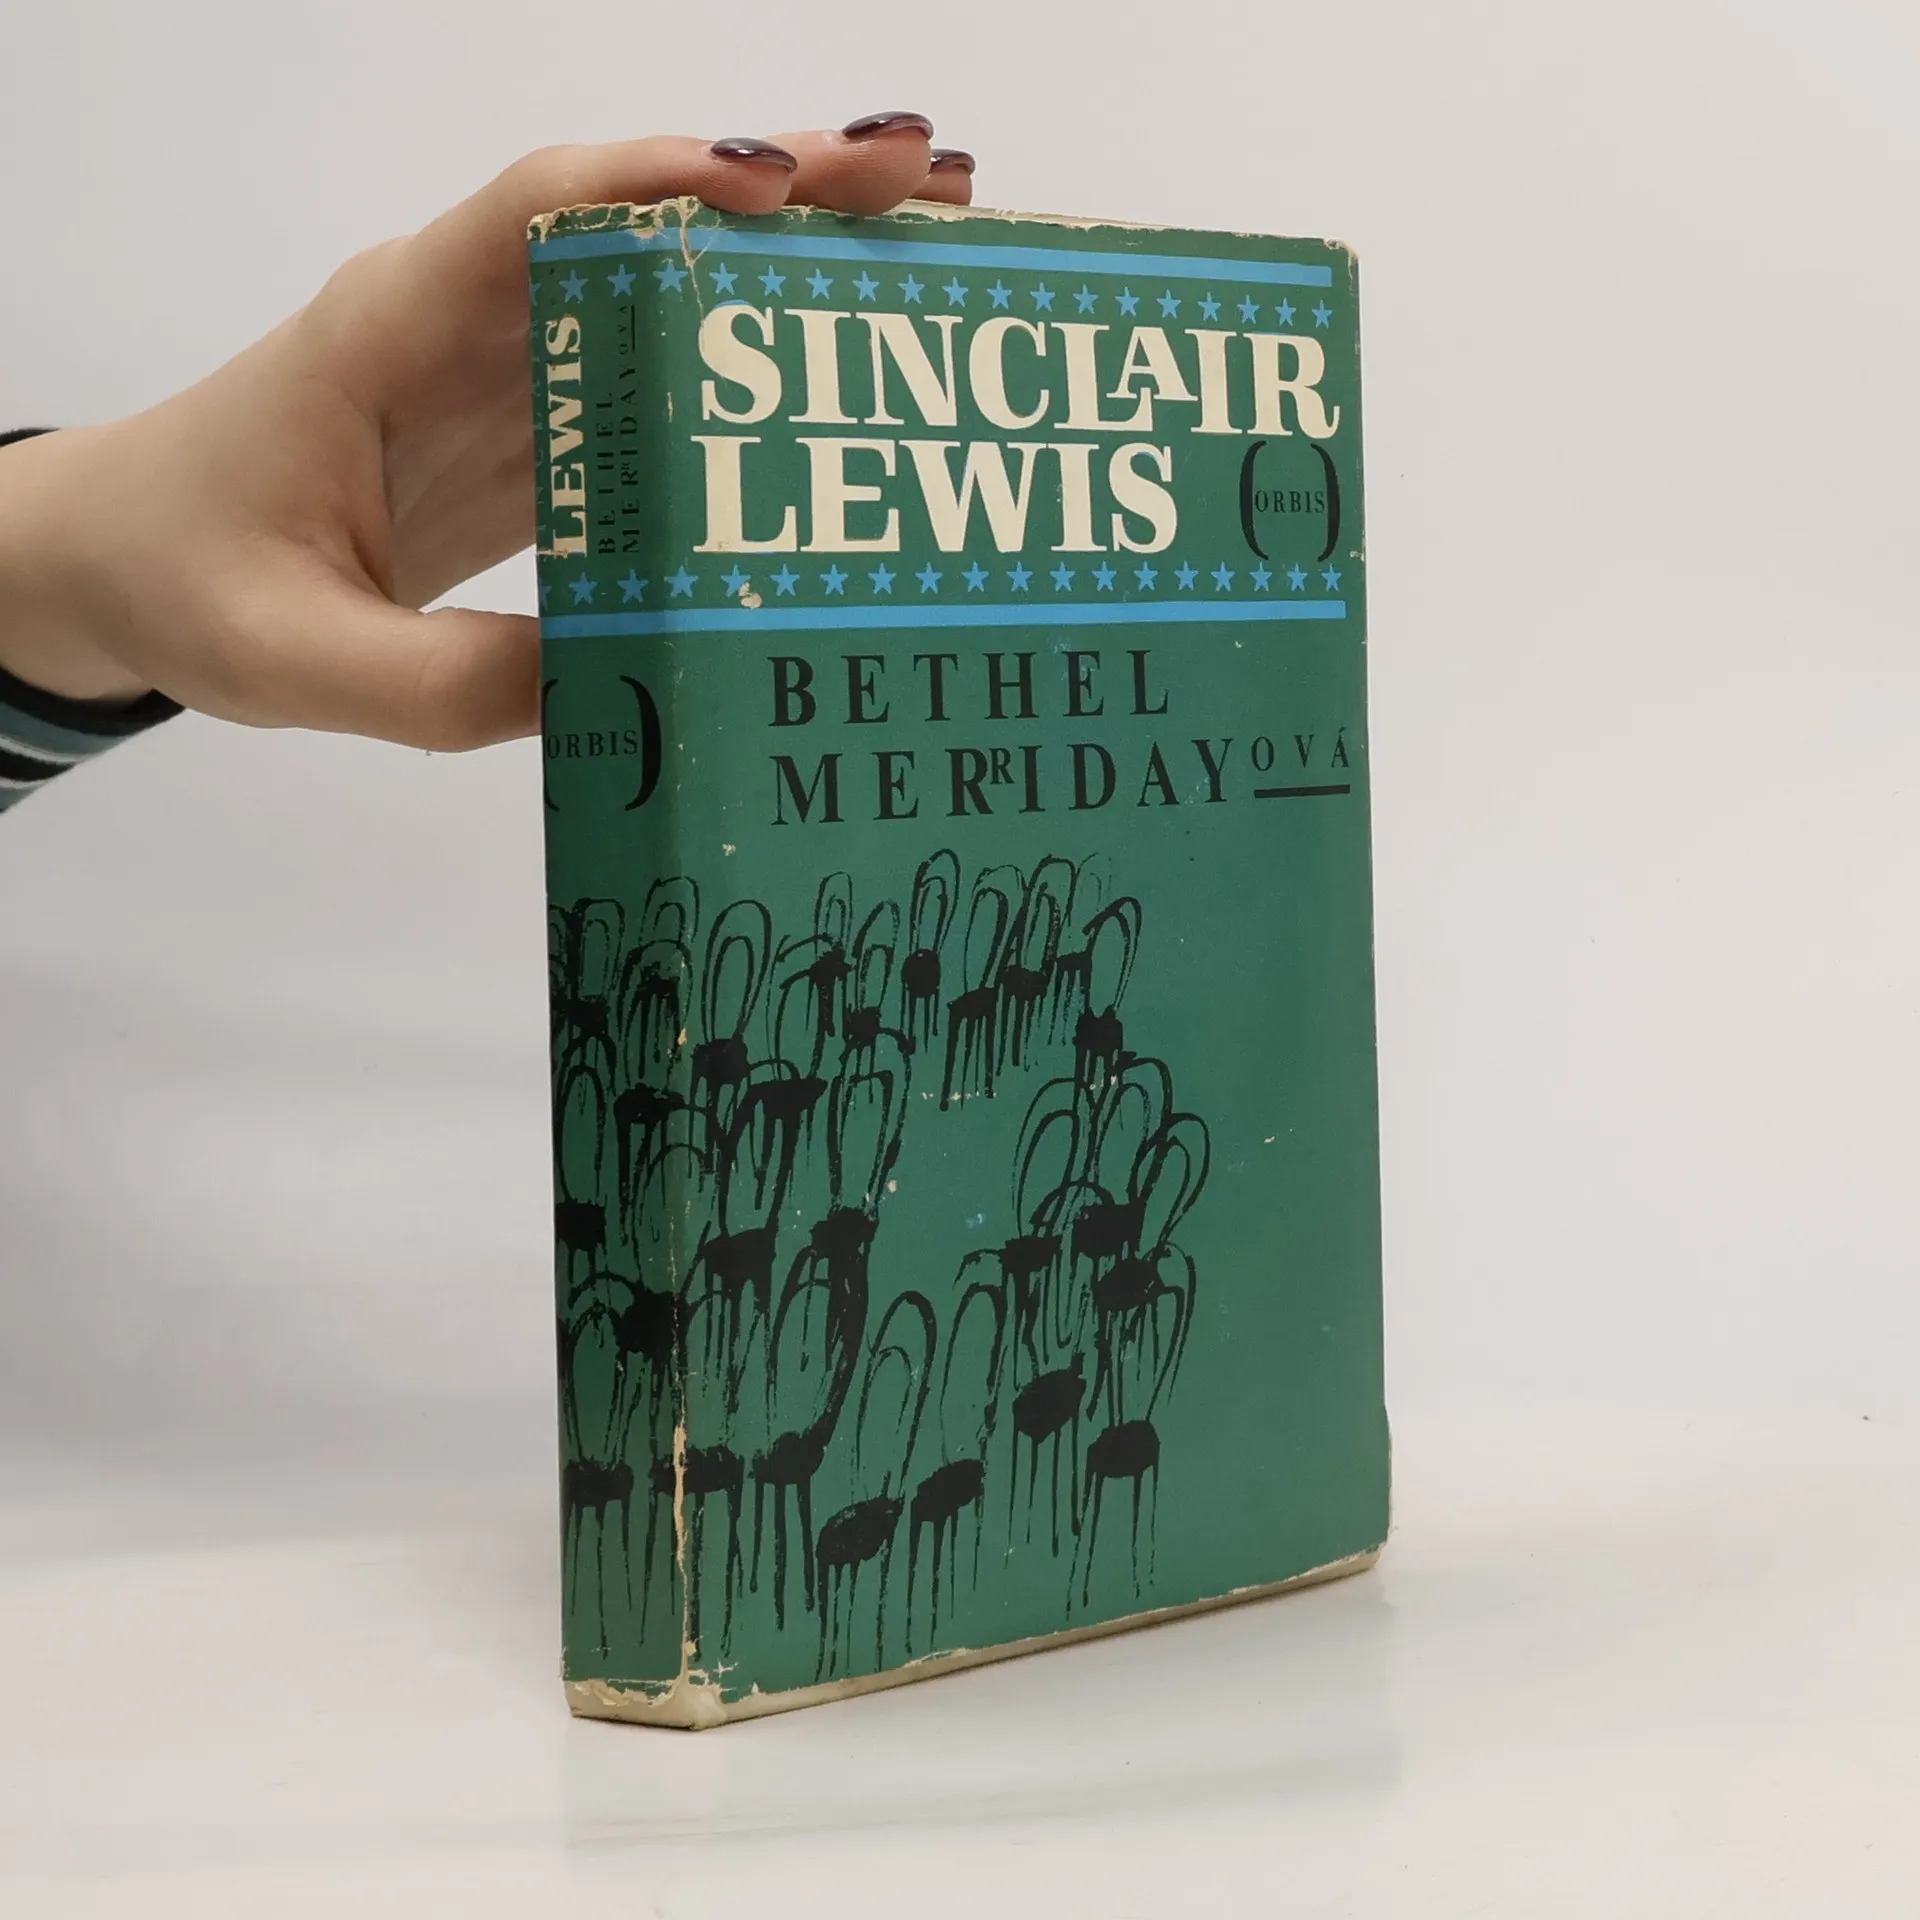 SINCLAIR
LEWIS
(ORBIS)
BETHEL
MERRIDAYOVÁ
LEWIS
BETHEL
MERRIDAYOVÁ
(ORBIS)